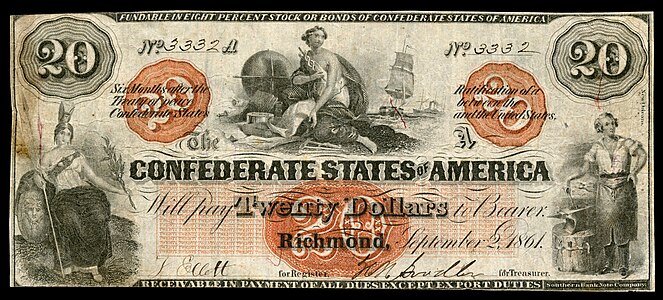 FUNDABLE IN EIGHT PERCENT STOCK OR BONDS OF CONFEDERATE STATES OF AMERICA
20 No 3332 A No 3332 20
Six Months after the Ratification of a
Treaty of peace between the
Confederate States and the United States,
The A
CONFEDERATE STATES of AMERICA
Will pay Twenty Dollars to Bearer.
20
Richmond, September 2, 1861.
for Register. for Treasurer.
RECEIVABLE IN PAYMENT OF ALL DUES EXCEPT EXPORT DUTIES Southern Bank Note Company.